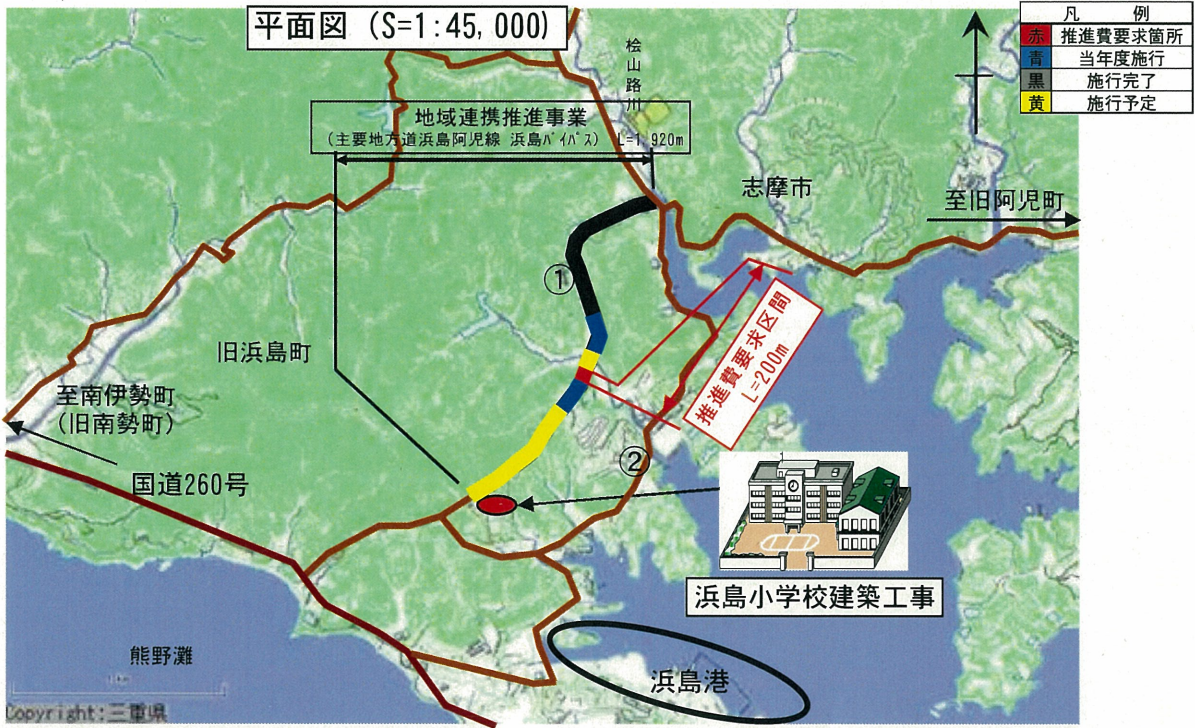 平面図 (S=1:45,000)
凡 例
赤 推進費要求箇所
青 当年度施行
黒 施行完了
黄 施行予定
桧山路川
地域連携推進事業
(主要地方道浜島阿児線 浜島バイパス) L=1,920m
志摩市
至旧阿児町
①
推進費要求区間
L=200m
旧浜島町
至南伊勢町
(旧南勢町)
国道260号
②
浜島小学校建築工事
熊野灘
浜島港
1km
Copyright:三重県